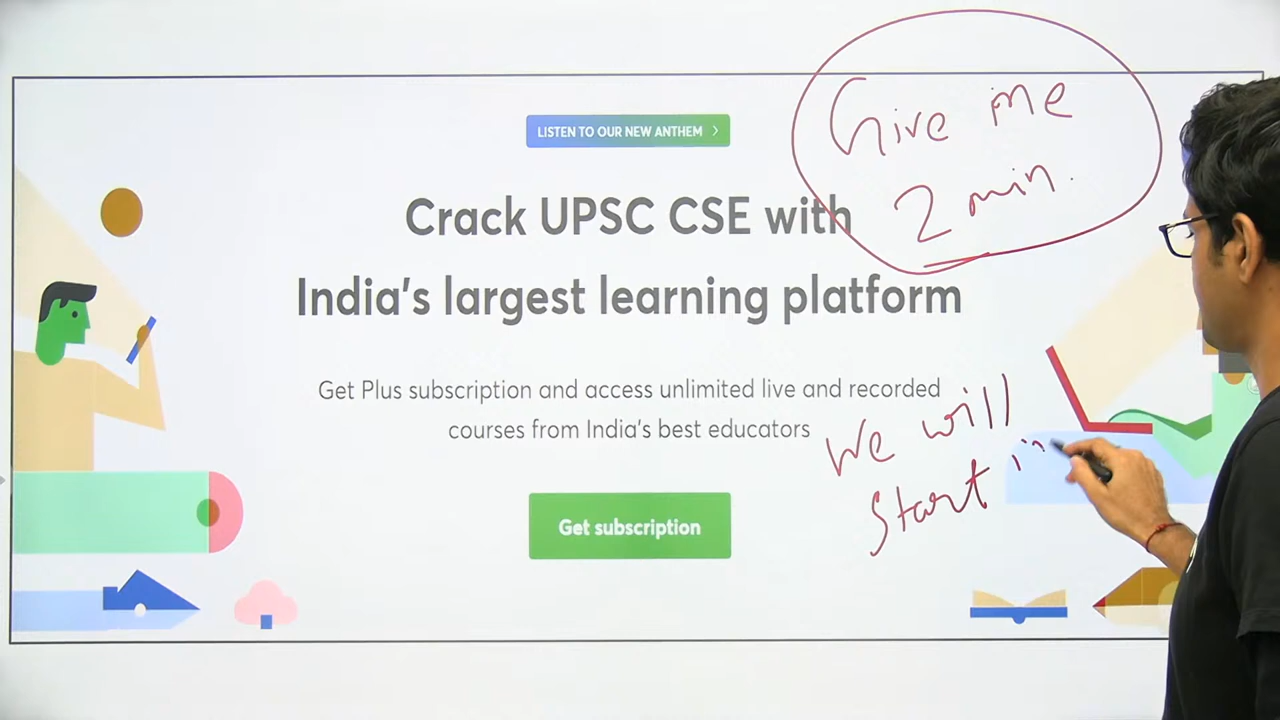 LISTEN TO OUR NEW ANTHEM >
Give me
2 min.
Crack UPSC CSE with
India's largest learning platform
Get Plus subscription and access unlimited live and recorded
courses from India's best educators
We will
start in
Get subscription